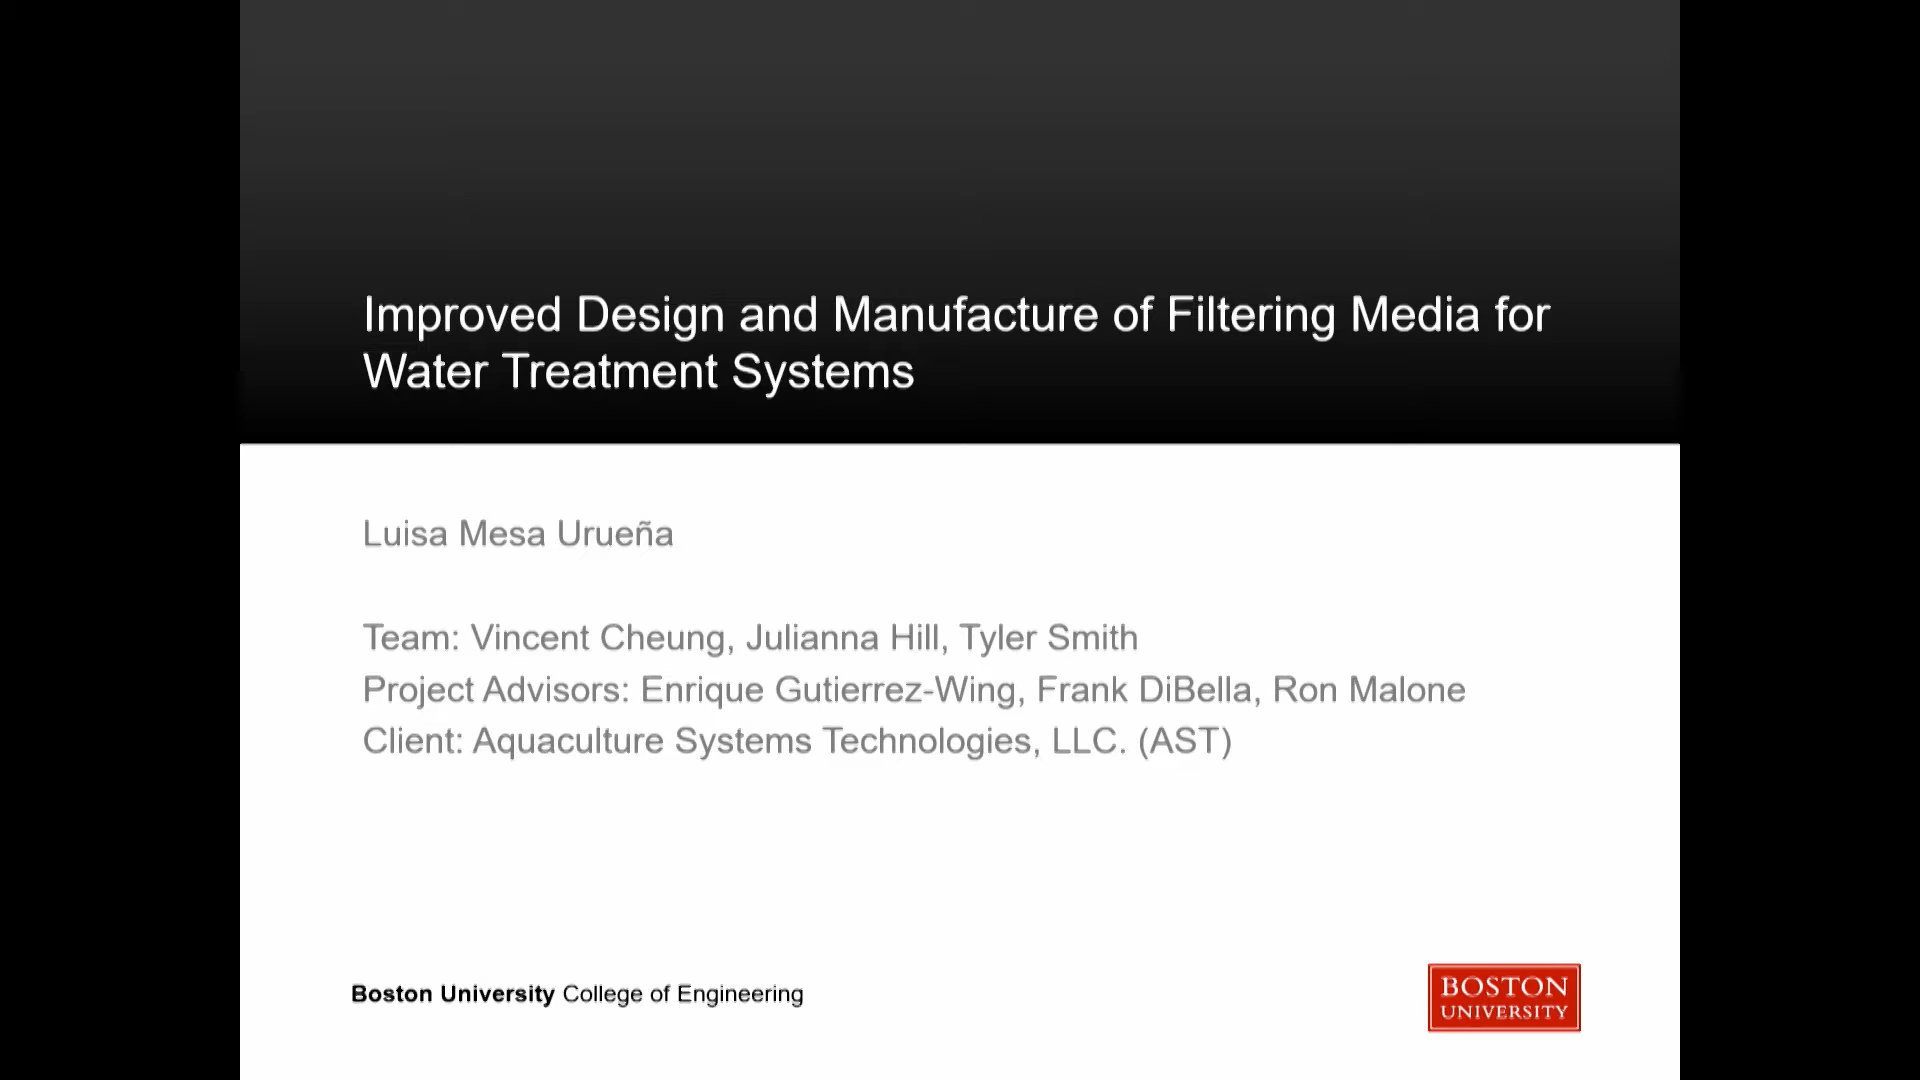 Improved Design and Manufacture of Filtering Media for
Water Treatment Systems
Luisa Mesa Urueña
Team: Vincent Cheung, Julianna Hill, Tyler Smith
Project Advisors: Enrique Gutierrez-Wing, Frank DiBella, Ron Malone
Client: Aquaculture Systems Technologies, LLC. (AST)
Boston University College of Engineering
BOSTON
UNIVERSITY